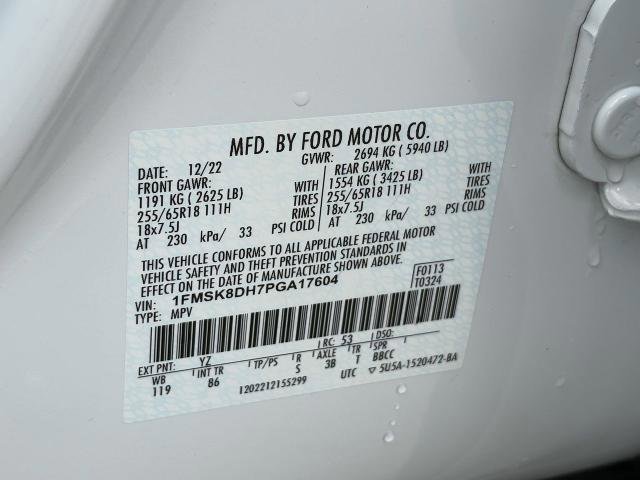 MFD. BY FORD MOTOR CO.
DATE: 12/22 GVWR: 2694 KG ( 5940 LB)
FRONT GAWR: REAR GAWR:
1191 KG ( 2625 LB) WITH 1554 KG ( 3425 LB) WITH
255/65R18 111H TIRES 255/65R18 111H TIRES
18x7.5J RIMS 18x7.5J RIMS
AT 230 kPa/ 33 PSI COLD AT 230 kPa/ 33 PSI COLD
THIS VEHICLE CONFORMS TO ALL APPLICABLE FEDERAL MOTOR
VEHICLE SAFETY AND THEFT PREVENTION STANDARDS IN EFFECT ON
THE DATE OF MANUFACTURE SHOWN ABOVE.
VIN: 1FMSK8DH7PGA17604 F0113
TYPE: MPV T0324
EXT PNT: YZ RC: 53 DSO:
WB INT TR TP/PS R AXLE TR SPR
119 86 S 3B T BBCC
1202212155299 UTC ▽ 5U5A-1520472-BA